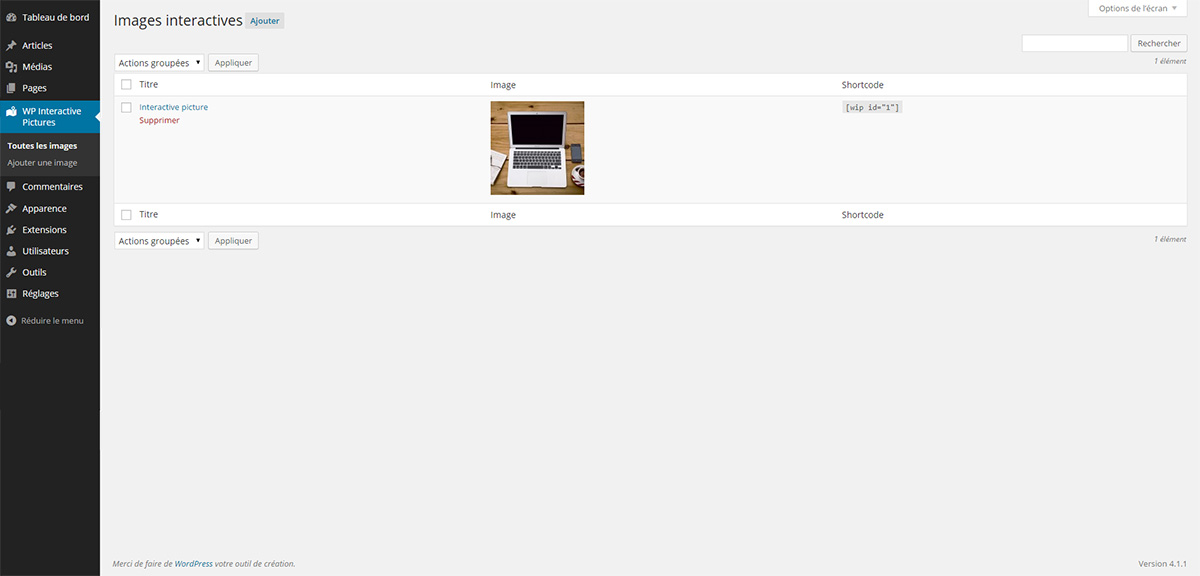 Tableau de bord
Articles
Médias
Pages
WP Interactive
Pictures
Toutes les images
Ajouter une image
Commentaires
Apparence
Extensions
Utilisateurs
Outils
Réglages
Réduire le menu
Options de l'écran
Images interactives Ajouter
Rechercher
Actions groupées Appliquer
1 élément
Titre Image Shortcode
Interactive picture [wip id="1"]
Supprimer
Titre Image Shortcode
Actions groupées Appliquer
1 élément
Merci de faire de WordPress votre outil de création. Version 4.1.1